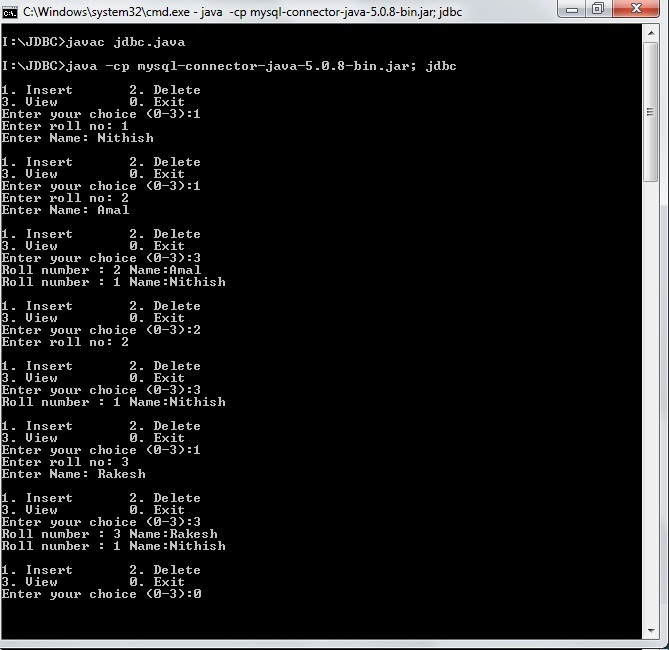 C:\Windows\system32\cmd.exe - java  -cp mysql-connector-java-5.0.8-bin.jar; jdbc
I:\JDBC>javac jdbc.java
I:\JDBC>java -cp mysql-connector-java-5.0.8-bin.jar; jdbc
1. Insert       2. Delete
3. View         0. Exit
Enter your choice (0-3):1
Enter roll no: 1
Enter Name: Nithish
1. Insert       2. Delete
3. View         0. Exit
Enter your choice (0-3):1
Enter roll no: 2
Enter Name: Amal
1. Insert       2. Delete
3. View         0. Exit
Enter your choice (0-3):3
Roll number : 2 Name:Amal
Roll number : 1 Name:Nithish
1. Insert       2. Delete
3. View         0. Exit
Enter your choice (0-3):2
Enter roll no: 2
1. Insert       2. Delete
3. View         0. Exit
Enter your choice (0-3):3
Roll number : 1 Name:Nithish
1. Insert       2. Delete
3. View         0. Exit
Enter your choice (0-3):1
Enter roll no: 3
Enter Name: Rakesh
1. Insert       2. Delete
3. View         0. Exit
Enter your choice (0-3):3
Roll number : 3 Name:Rakesh
Roll number : 1 Name:Nithish
1. Insert       2. Delete
3. View         0. Exit
Enter your choice (0-3):0